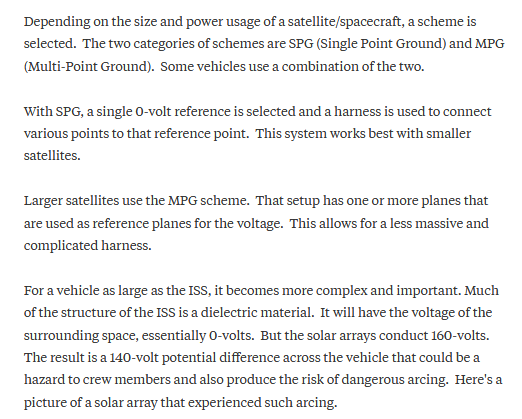 Depending on the size and power usage of a satellite/spacecraft, a scheme is
selected.  The two categories of schemes are SPG (Single Point Ground) and MPG
(Multi-Point Ground).  Some vehicles use a combination of the two.
With SPG, a single 0-volt reference is selected and a harness is used to connect
various points to that reference point.  This system works best with smaller
satellites.
Larger satellites use the MPG scheme.  That setup has one or more planes that
are used as reference planes for the voltage.  This allows for a less massive and
complicated harness.
For a vehicle as large as the ISS, it becomes more complex and important. Much
of the structure of the ISS is a dielectric material.  It will have the voltage of the
surrounding space, essentially 0-volts.  But the solar arrays conduct 160-volts.
The result is a 140-volt potential difference across the vehicle that could be a
hazard to crew members and also produce the risk of dangerous arcing.  Here's a
picture of a solar array that experienced such arcing.